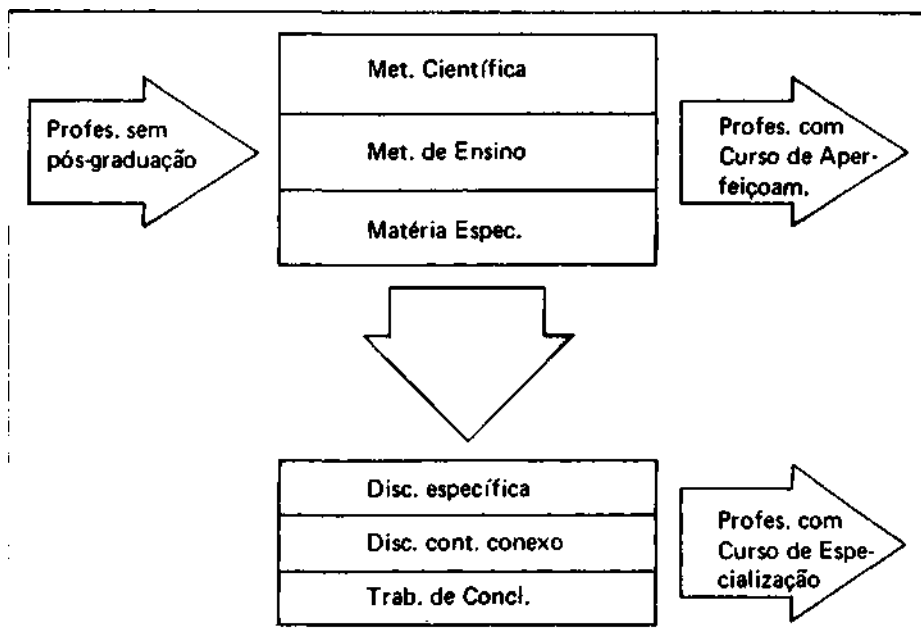 Met. Científica
Profes. sem
pós-graduação
Met. de Ensino
Matéria Espec.
Profes. com
Curso de Aper-
feiçoam.
Disc. específica
Disc. cont. conexo
Trab. de Concl.
Profes. com
Curso de Espe-
cialização